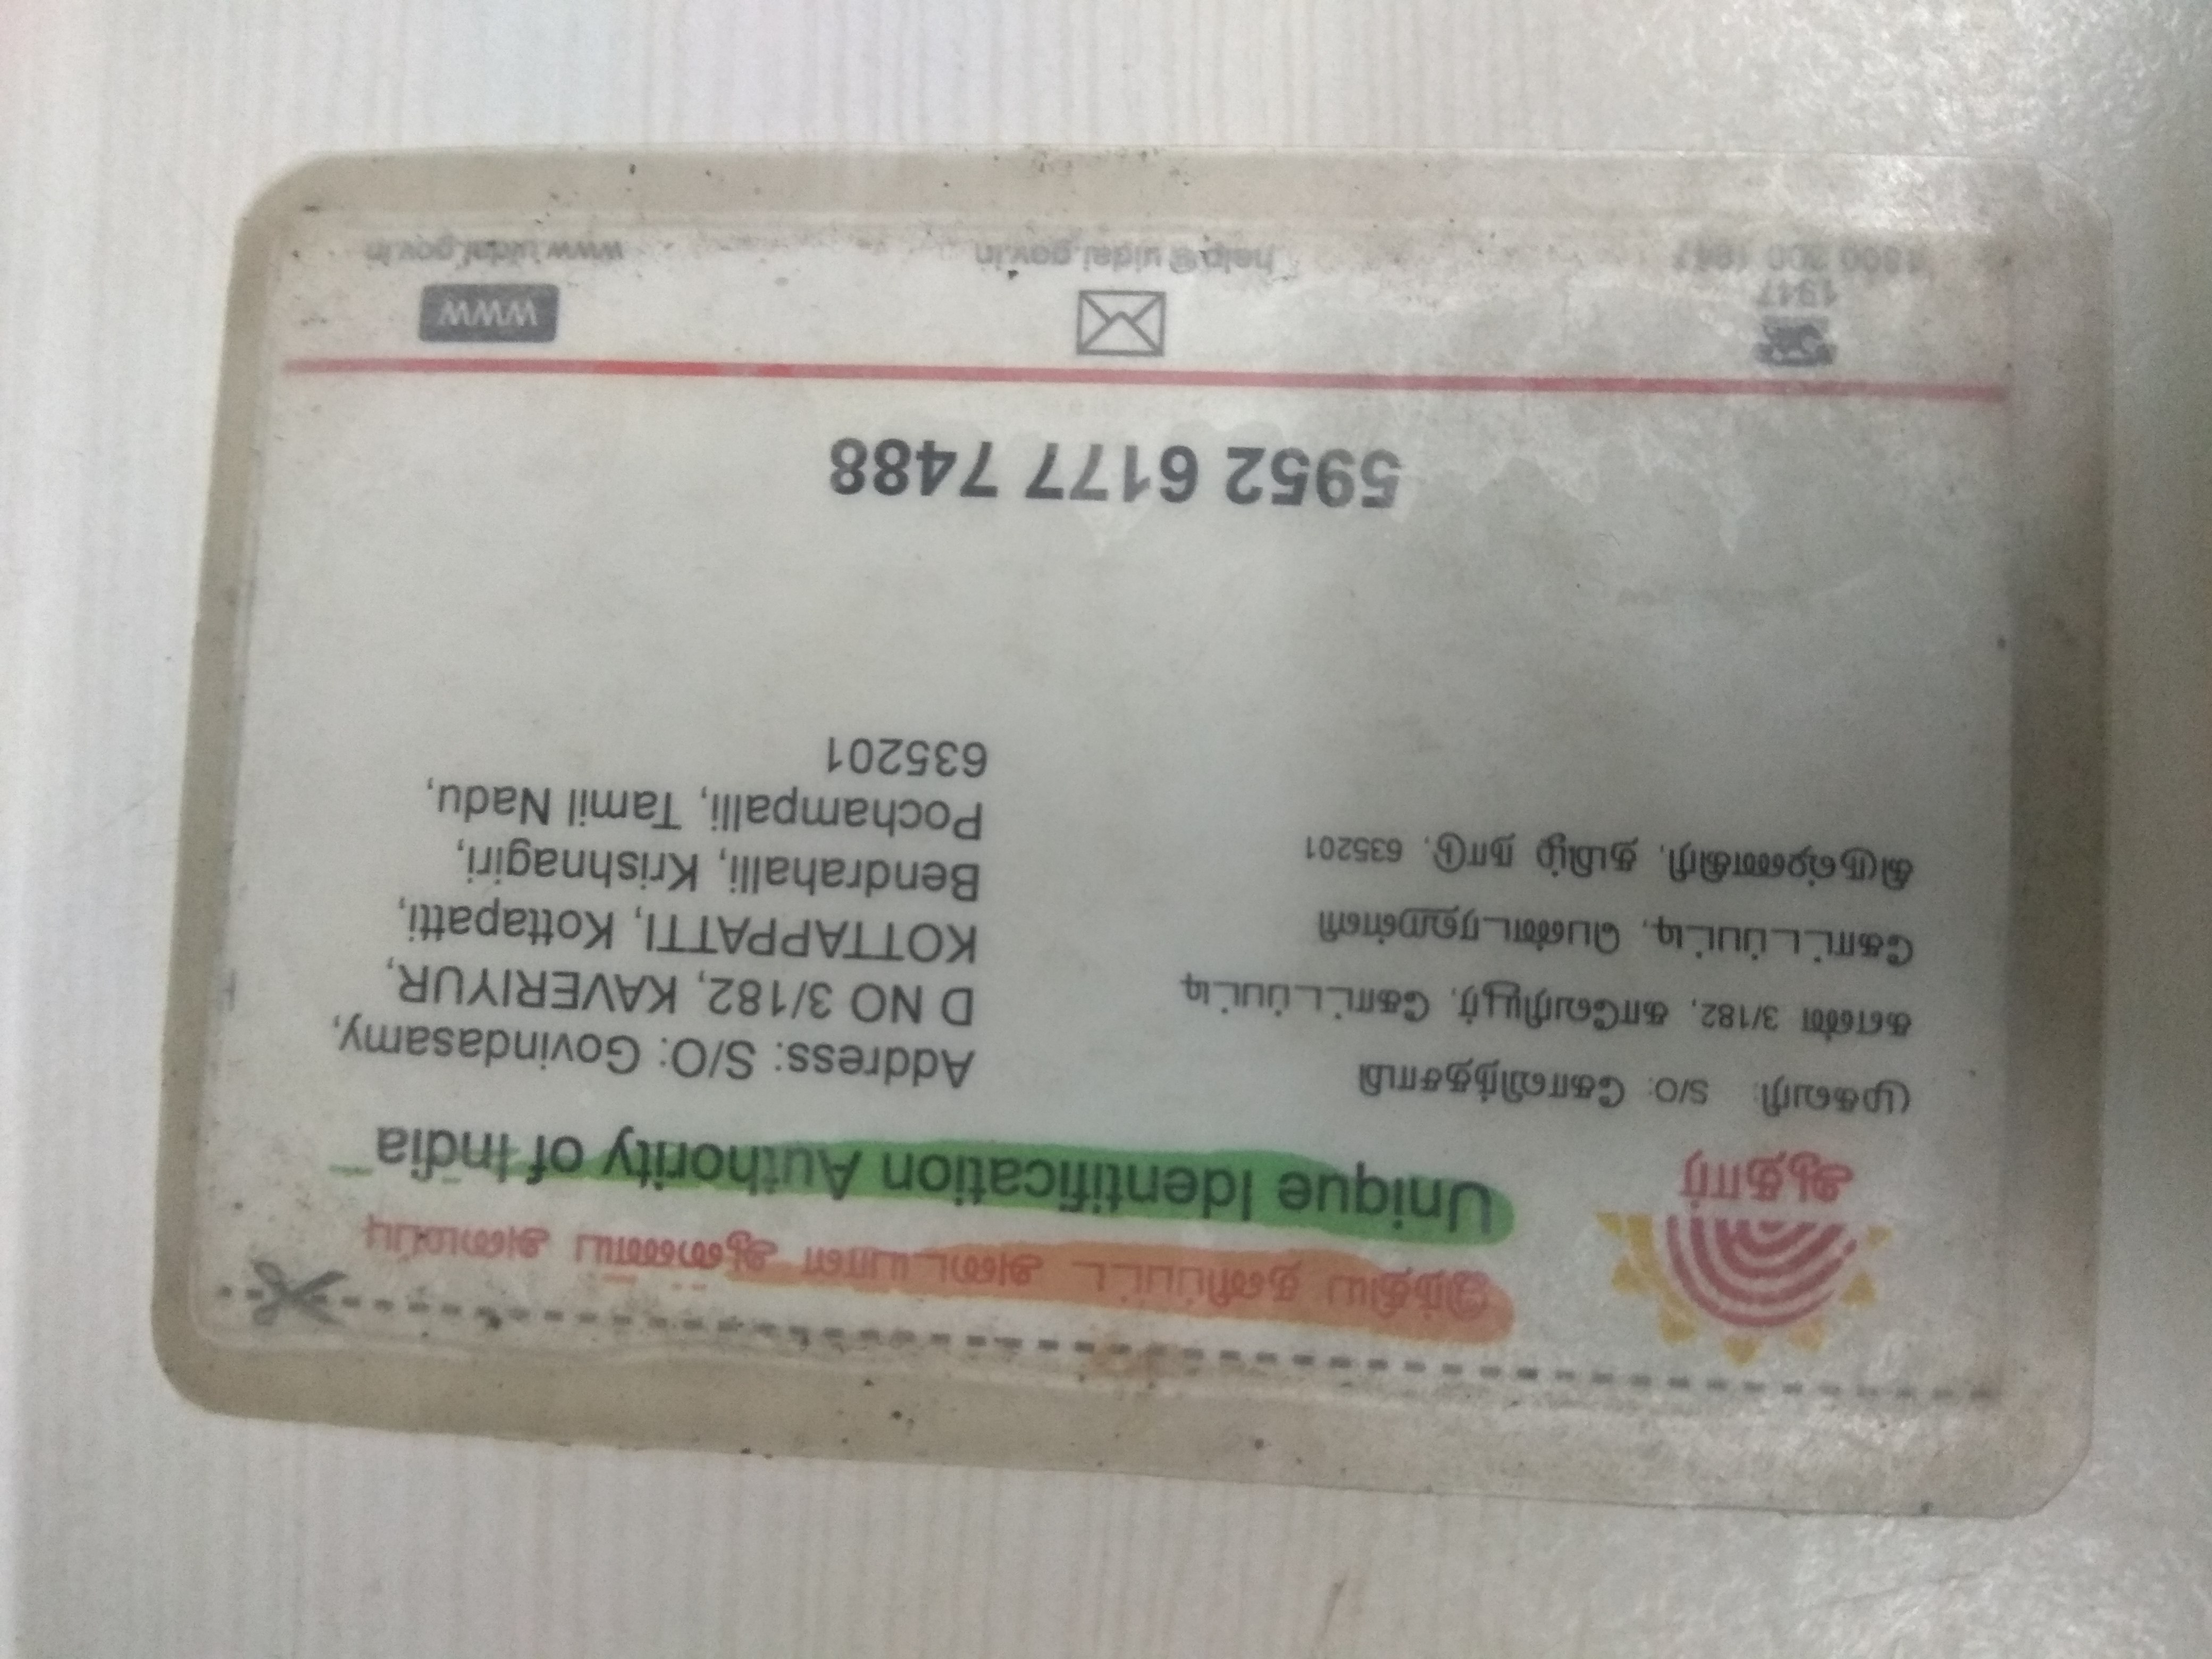 இந்திய தனிப்பட்ட அடையாள ஆணைய அமைப்பு
Unique Identification Authority of India
ஆதார்
முகவரி: S/O: கோவிந்தசாமி
கஎண் 3/182, காவேரியூர், கோட்டப்பட்டி
கோட்டப்பட்டி, பெண்டரஹள்ளி
கிருஷ்ணகிரி, தமிழ் நாடு, 635201
Address: S/O: Govindasamy,
D NO 3/182, KAVERIYUR,
KOTTAPPATTI, Kottapatti,
Bendrahalli, Krishnagiri,
Pochampalli, Tamil Nadu,
635201
5952 6177 7488
1947
1800 300 1947
help@uidai.gov.in
WWW
www.uidai.gov.in